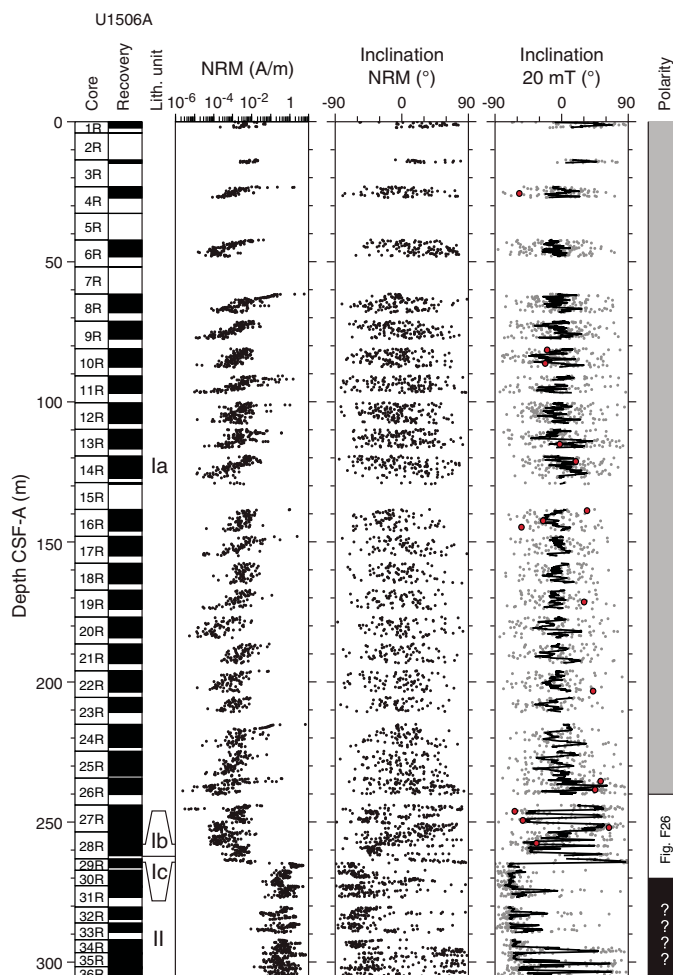 U1506A
Core
Recovery
Lith. unit
NRM (A/m)
Inclination
NRM (°)
Inclination
20 mT (°)
Polarity
10⁻⁶ 10⁻⁴ 10⁻² 1
-90 0 90
-90 0 90
Depth CSF-A (m)
0
50
100
150
200
250
300
1R
2R
3R
4R
5R
6R
7R
8R
9R
10R
11R
12R
13R
14R
15R
16R
17R
18R
19R
20R
21R
22R
23R
24R
25R
26R
27R
28R
29R
30R
31R
32R
33R
34R
35R
36R
Ia
Ib
Ic
II
Fig. F26
?
?
?
?